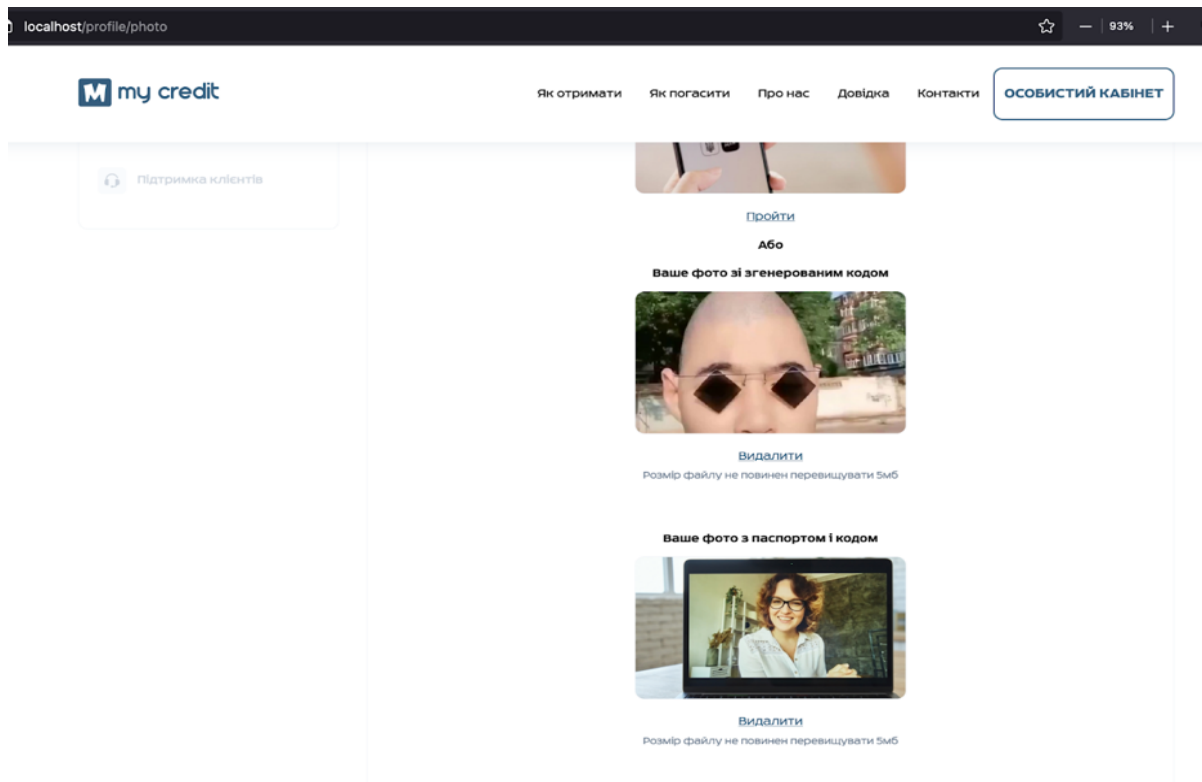 localhost/profile/photo
93%
M my credit
Як отримати
Як погасити
Про нас
Довідка
Контакти
ОСОБИСТИЙ КАБІНЕТ
Підтримка клієнтів
Пройти
Або
Ваше фото зі згенерованим кодом
Видалити
Розмір файлу не повинен перевищувати 5мб
Ваше фото з паспортом і кодом
Видалити
Розмір файлу не повинен перевищувати 5мб